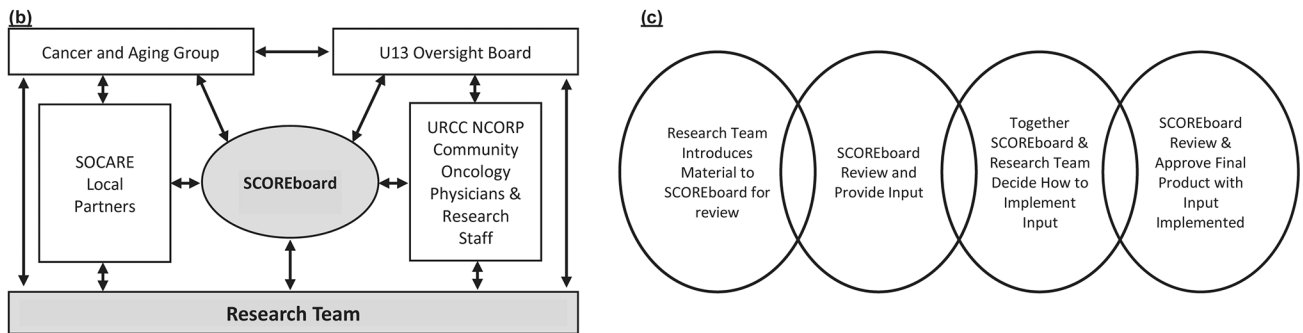 (b)
Cancer and Aging Group
U13 Oversight Board
SOCARE
Local
Partners
SCOREboard
URCC NCORP
Community
Oncology
Physicians &
Research
Staff
Research Team
(c)
Research Team
Introduces
Material to
SCOREboard for
review
SCOREboard
Review and
Provide Input
Together
SCOREboard &
Research Team
Decide How to
Implement
Input
SCOREboard
Review &
Approve Final
Product with
Input
Implemented